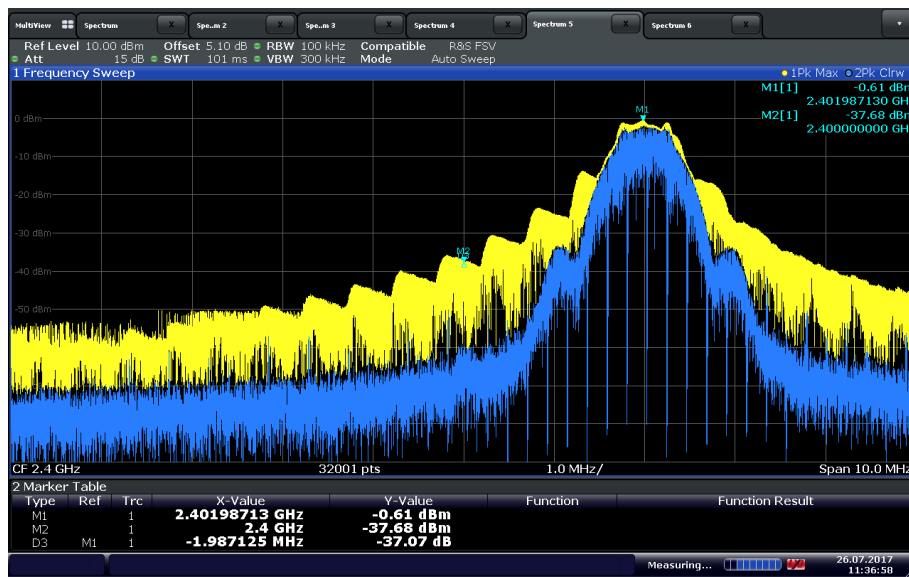 MultiView Spectrum X Spe..m 2 X Spe..m 3 X Spectrum 4 X Spectrum 5 X Spectrum 6 X
Ref Level 10.00 dBm Offset 5.10 dB RBW 100 kHz Compatible R&S FSV
Att 15 dB SWT 101 ms VBW 300 kHz Mode Auto Sweep
1 Frequency Sweep 1Pk Max 2Pk Clrw
M1[1] -0.61 dBm
2.401987130 GH
M2[1] -37.68 dBm
2.400000000 GH
M1
0 dBm
-10 dBm
-20 dBm
-30 dBm
M2
-40 dBm
-50 dBm
CF 2.4 GHz 32001 pts 1.0 MHz/ Span 10.0 MHz
2 Marker Table
Type Ref Trc X-Value Y-Value Function Function Result
M1 1 2.40198713 GHz -0.61 dBm
M2 1 2.4 GHz -37.68 dBm
D3 M1 1 -1.987125 MHz -37.07 dB
Measuring... 26.07.2017
11:36:58